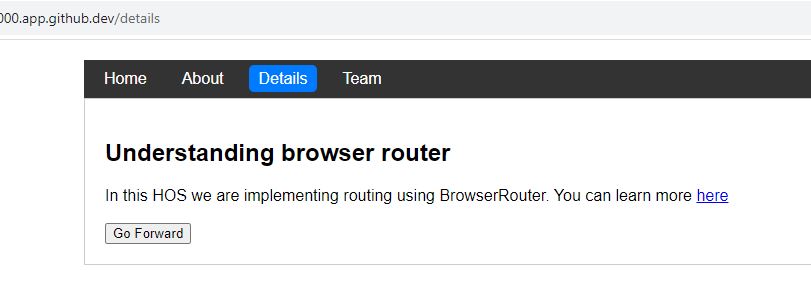 000.app.github.dev/details
Home About Details Team
Understanding browser router
In this HOS we are implementing routing using BrowserRouter. You can learn more here
Go Forward